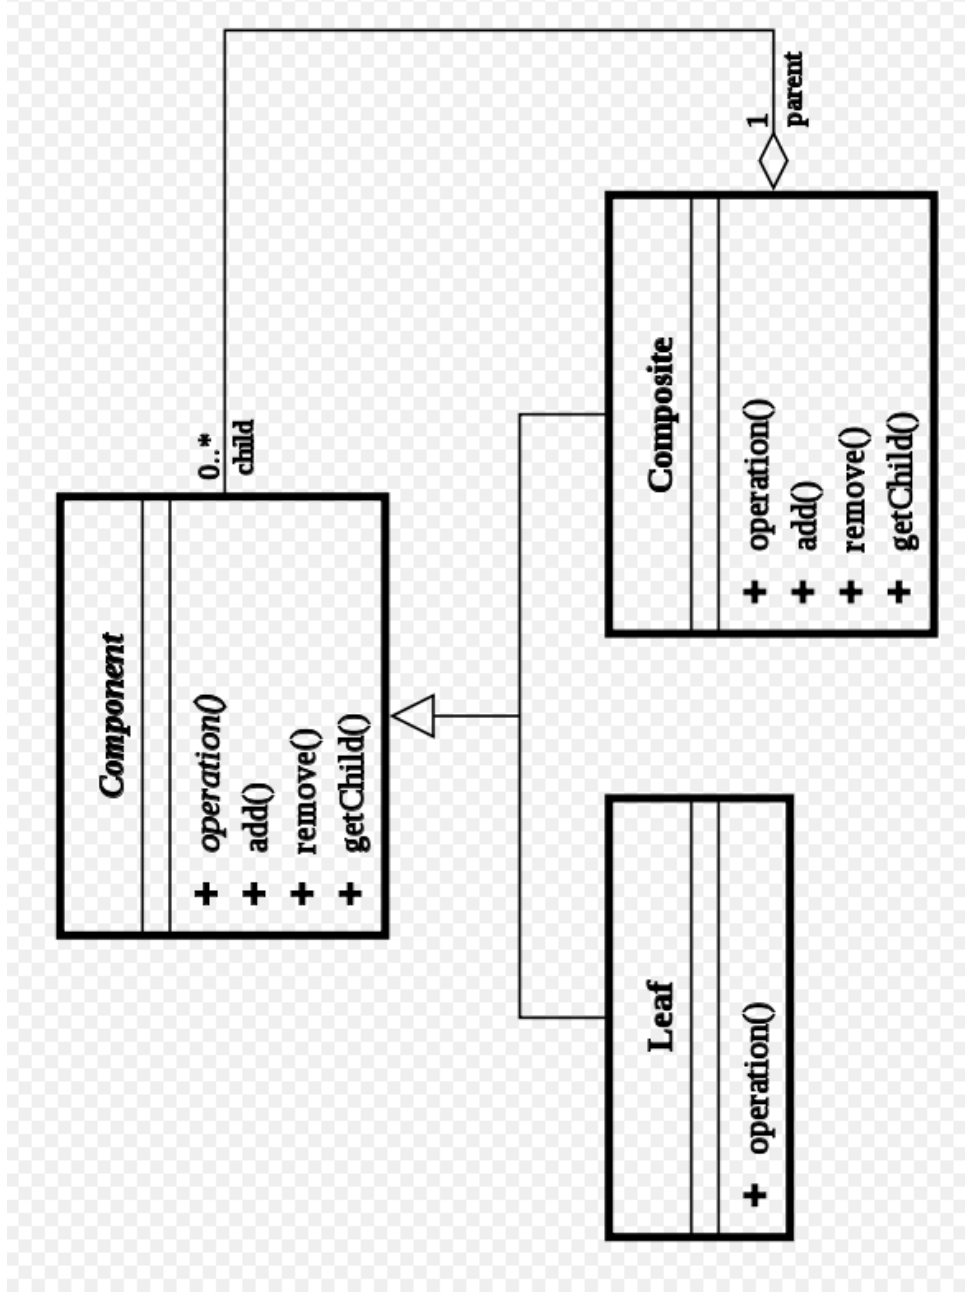 Component
+ operation()
+ add()
+ remove()
+ getChild()
0..*
child
1
parent
Leaf
+ operation()
Composite
+ operation()
+ add()
+ remove()
+ getChild()